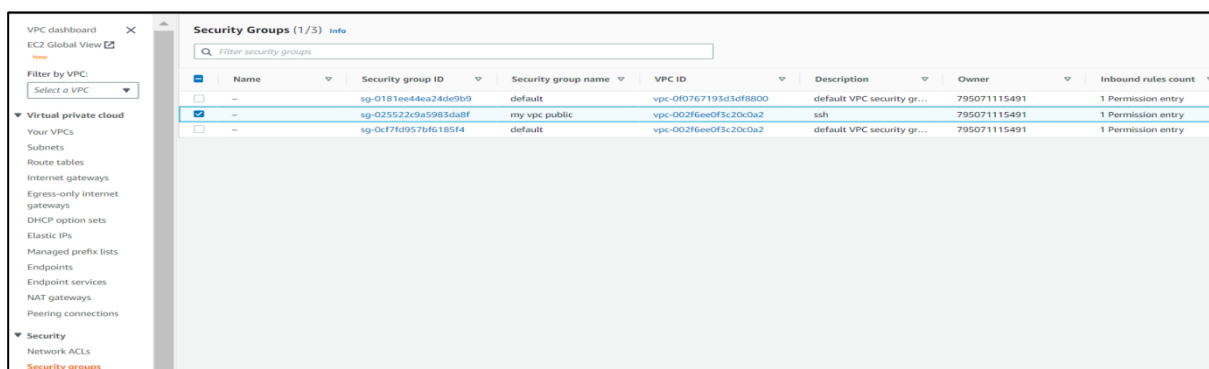 VPC dashboard
EC2 Global View
New
Filter by VPC:
Select a VPC
Virtual private cloud
Your VPCs
Subnets
Route tables
Internet gateways
Egress-only internet
gateways
DHCP option sets
Elastic IPs
Managed prefix lists
Endpoints
Endpoint services
NAT gateways
Peering connections
Security
Network ACLs
Security groups
Security Groups (1/3) Info
Filter security groups
Name Security group ID Security group name VPC ID Description Owner Inbound rules count
– sg-0181ee44ea24de9b9 default vpc-0f0767193d3df8800 default VPC security gr... 795071115491 1 Permission entry
– sg-025522c9a5983da8f my vpc public vpc-002f6ee0f3c20c0a2 ssh 795071115491 1 Permission entry
– sg-0cf7fd957bf6185f4 default vpc-002f6ee0f3c20c0a2 default VPC security gr... 795071115491 1 Permission entry